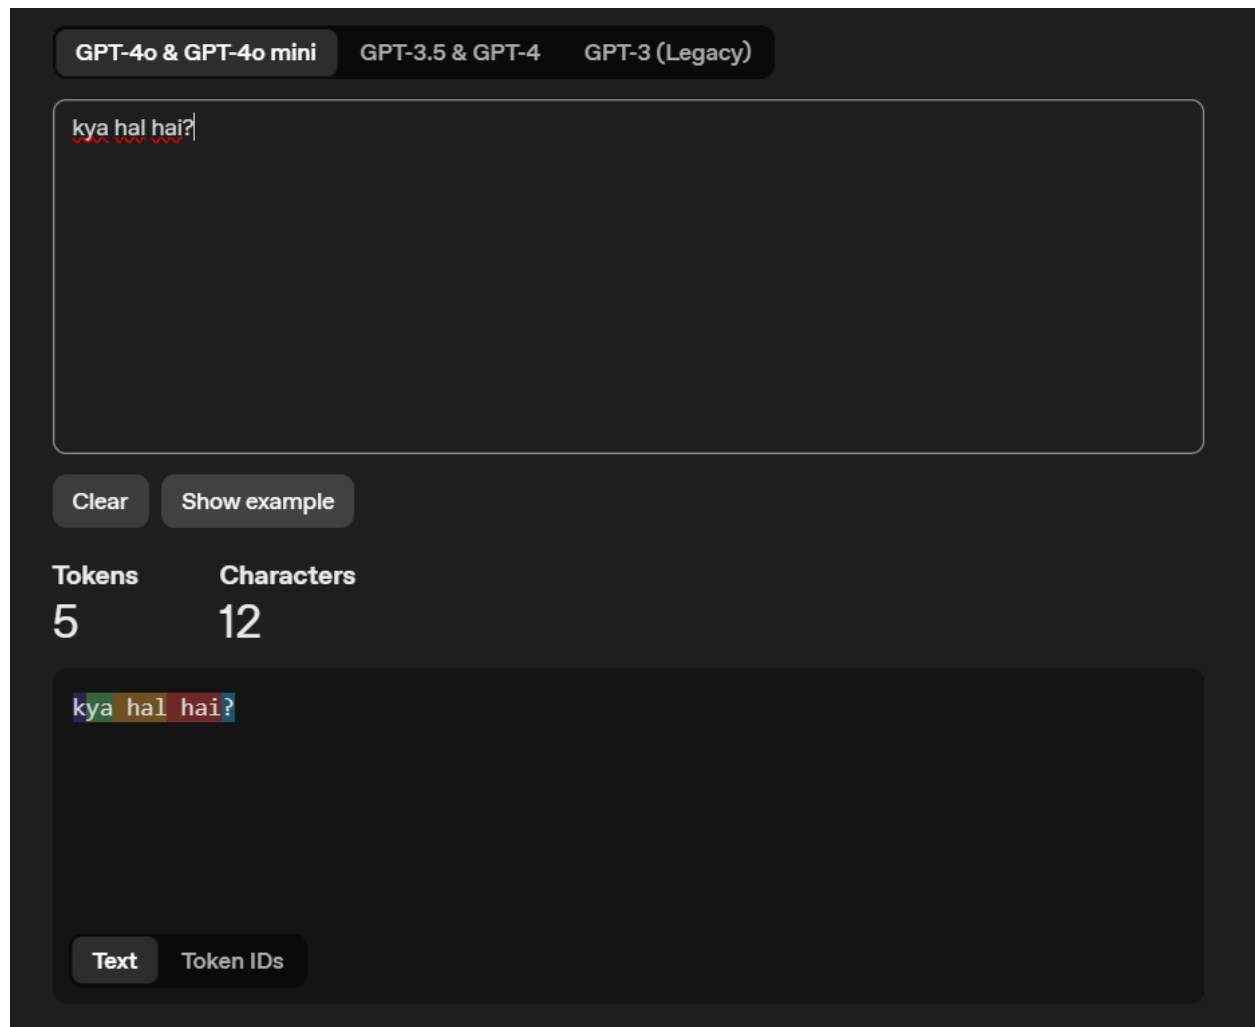 GPT-4o & GPT-4o mini GPT-3.5 & GPT-4 GPT-3 (Legacy)
kya hal hai?
Clear Show example
Tokens Characters
5 12
kya hal hai?
Text Token IDs